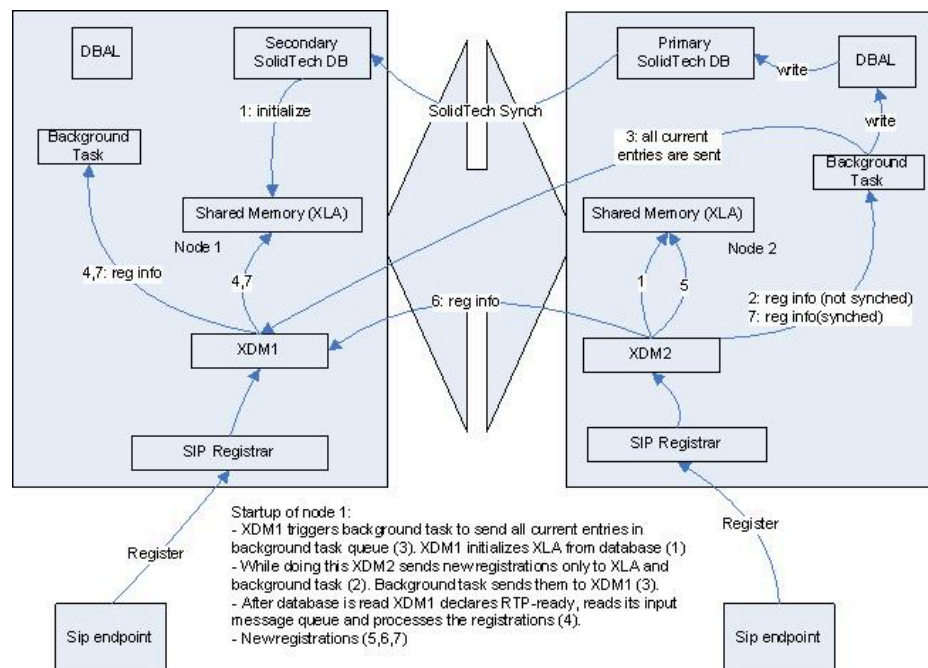 Secondary
SolidTech DB
DBAL
Primary
SolidTech DB
DBAL
write
1: initialize
SolidTech Synch
write
3: all current
entries are sent
Background
Task
Background
Task
Shared Memory (XLA)
Shared Memory (XLA)
Node 1
Node 2
4,7: reg info
4,7
1
5
6: reg info
2: reg info (not synched)
7: reg info(synched)
XDM1
XDM2
SIP Registrar
SIP Registrar
Startup of node 1:
- XDM1 triggers background task to send all current entries in
background task queue (3). XDM1 initializes XLA from database (1)
- While doing this XDM2 sends new registrations only to XLA and
background task (2). Background task sends them to XDM1 (3).
- After database is read XDM1 declares RTP-ready, reads its input
message queue and processes the registrations (4).
- New registrations (5,6,7)
Register
Register
Sip endpoint
Sip endpoint